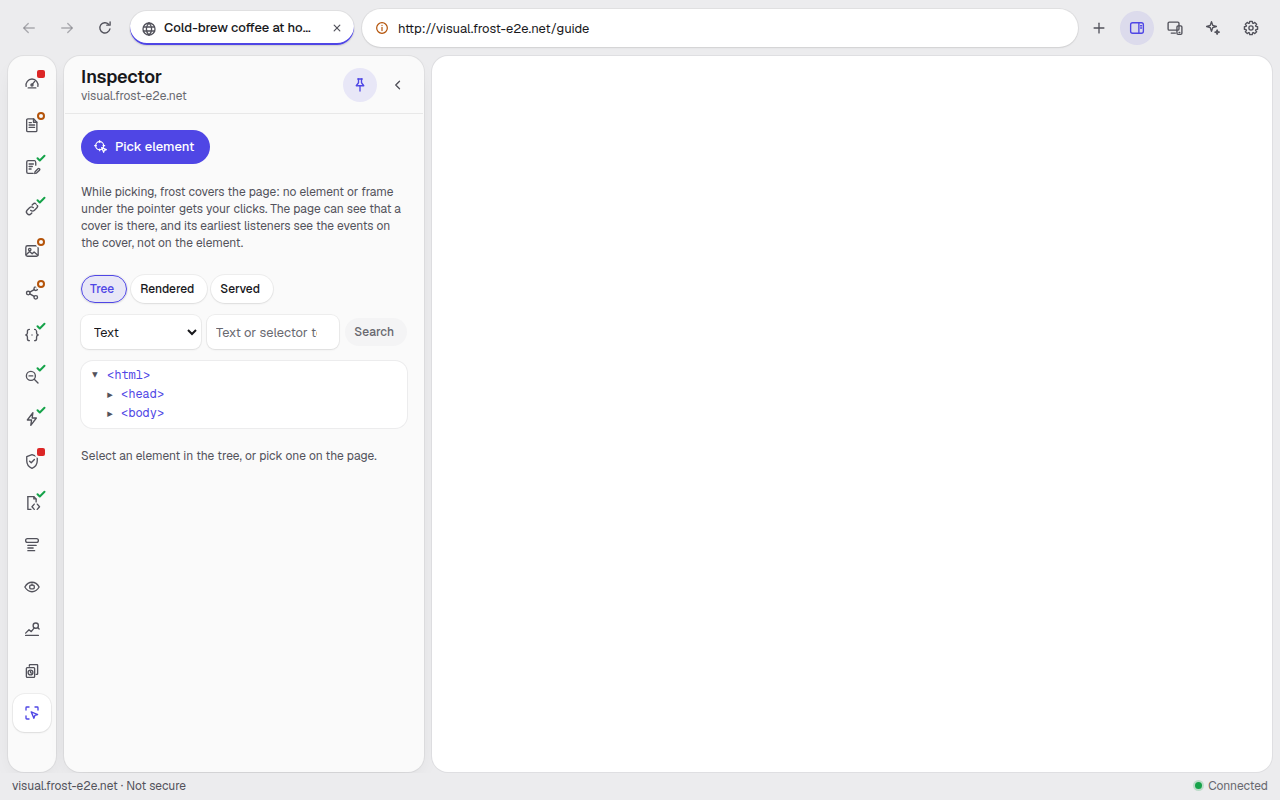 Cold-brew coffee at ho...
http://visual.frost-e2e.net/guide
Inspector
visual.frost-e2e.net
Pick element
While picking, frost covers the page: no element or frame
under the pointer gets your clicks. The page can see that a
cover is there, and its earliest listeners see the events on
the cover, not on the element.
Tree Rendered Served
Text Text or selector t Search
▼ <html>
▶ <head>
▶ <body>
Select an element in the tree, or pick one on the page.
visual.frost-e2e.net · Not secure
Connected